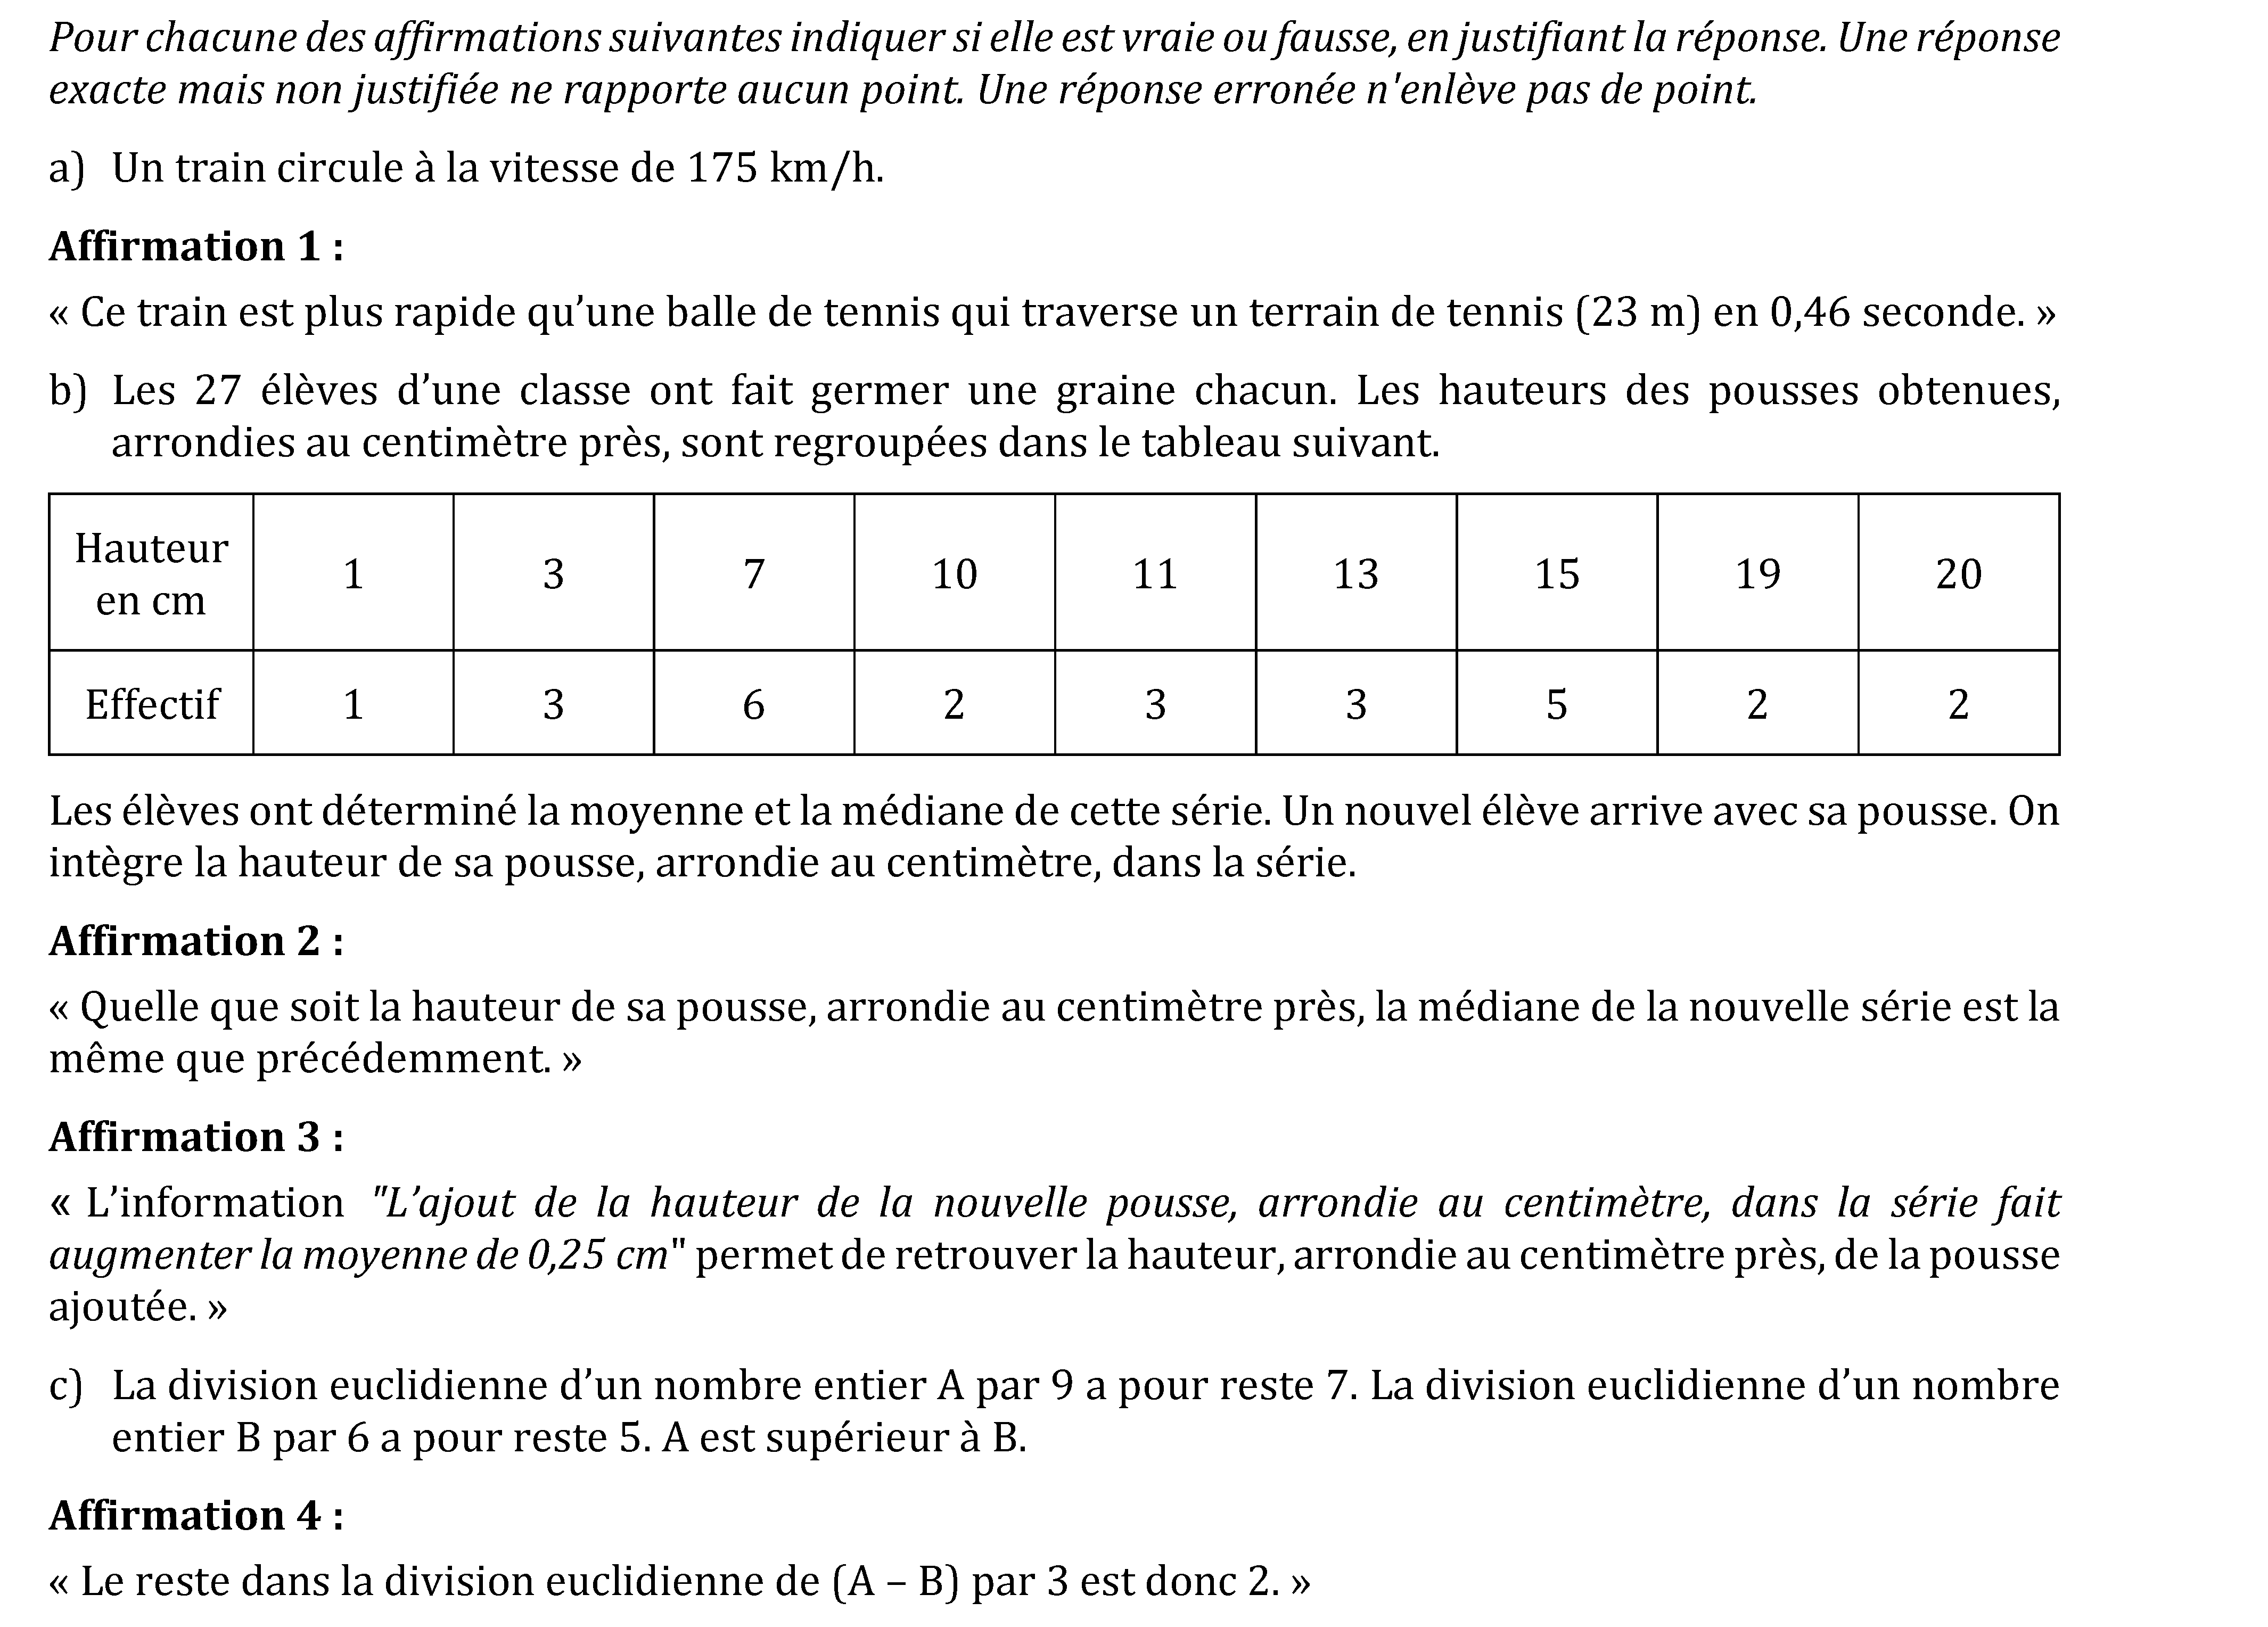 Pour chacune des affirmations suivantes indiquer si elle est vraie ou fausse, en justifiant la réponse. Une réponse
exacte mais non justifiée ne rapporte aucun point. Une réponse erronée n'enlève pas de point.
a) Un train circule à la vitesse de 175 km/h.
Affirmation 1 :
« Ce train est plus rapide qu’une balle de tennis qui traverse un terrain de tennis (23 m) en 0,46 seconde. »
b) Les 27 élèves d’une classe ont fait germer une graine chacun. Les hauteurs des pousses obtenues,
arrondies au centimètre près, sont regroupées dans le tableau suivant.
Hauteur en cm 1 3 7 10 11 13 15 19 20
Effectif 1 3 6 2 3 3 5 2 2
Les élèves ont déterminé la moyenne et la médiane de cette série. Un nouvel élève arrive avec sa pousse. On
intègre la hauteur de sa pousse, arrondie au centimètre, dans la série.
Affirmation 2 :
« Quelle que soit la hauteur de sa pousse, arrondie au centimètre près, la médiane de la nouvelle série est la
même que précédemment. »
Affirmation 3 :
« L’information "L’ajout de la hauteur de la nouvelle pousse, arrondie au centimètre, dans la série fait
augmenter la moyenne de 0,25 cm" permet de retrouver la hauteur, arrondie au centimètre près, de la pousse
ajoutée. »
c) La division euclidienne d’un nombre entier A par 9 a pour reste 7. La division euclidienne d’un nombre
entier B par 6 a pour reste 5. A est supérieur à B.
Affirmation 4 :
« Le reste dans la division euclidienne de (A – B) par 3 est donc 2. »